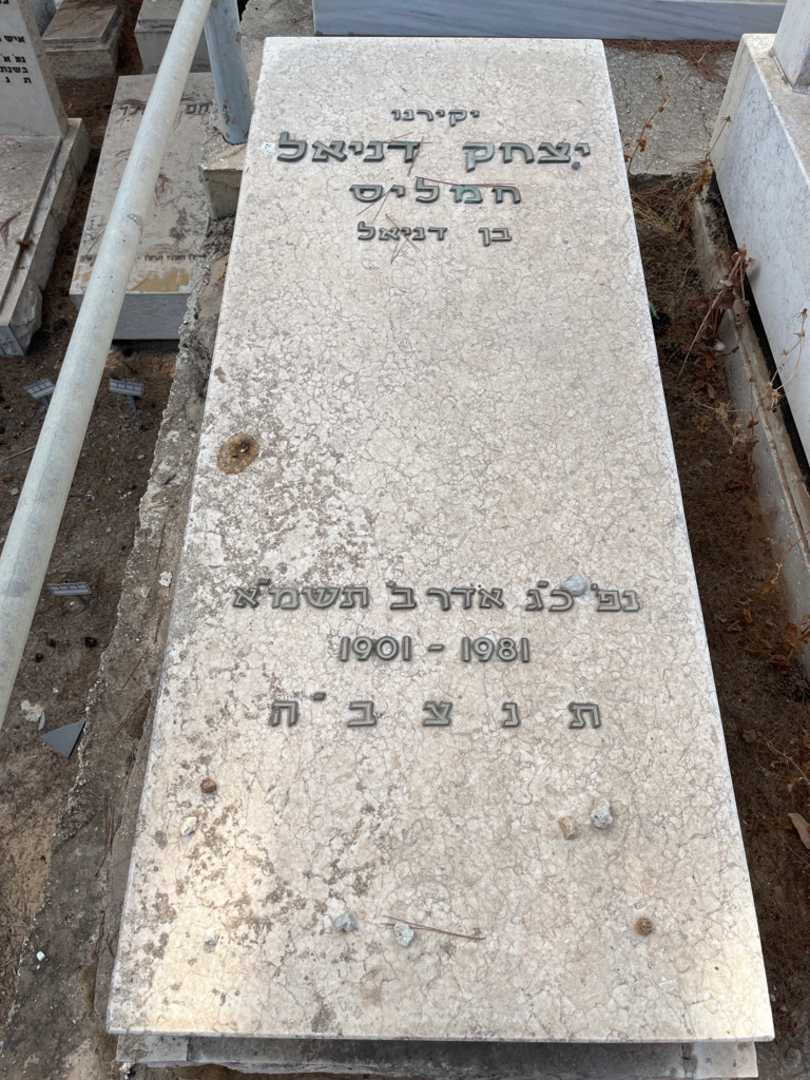 יקירנו
יצחק דניאל
חמליס
בן דניאל
נפ' כ"ג אדר ב' תשמ"א
1901 - 1981
ת נ צ ב "ה